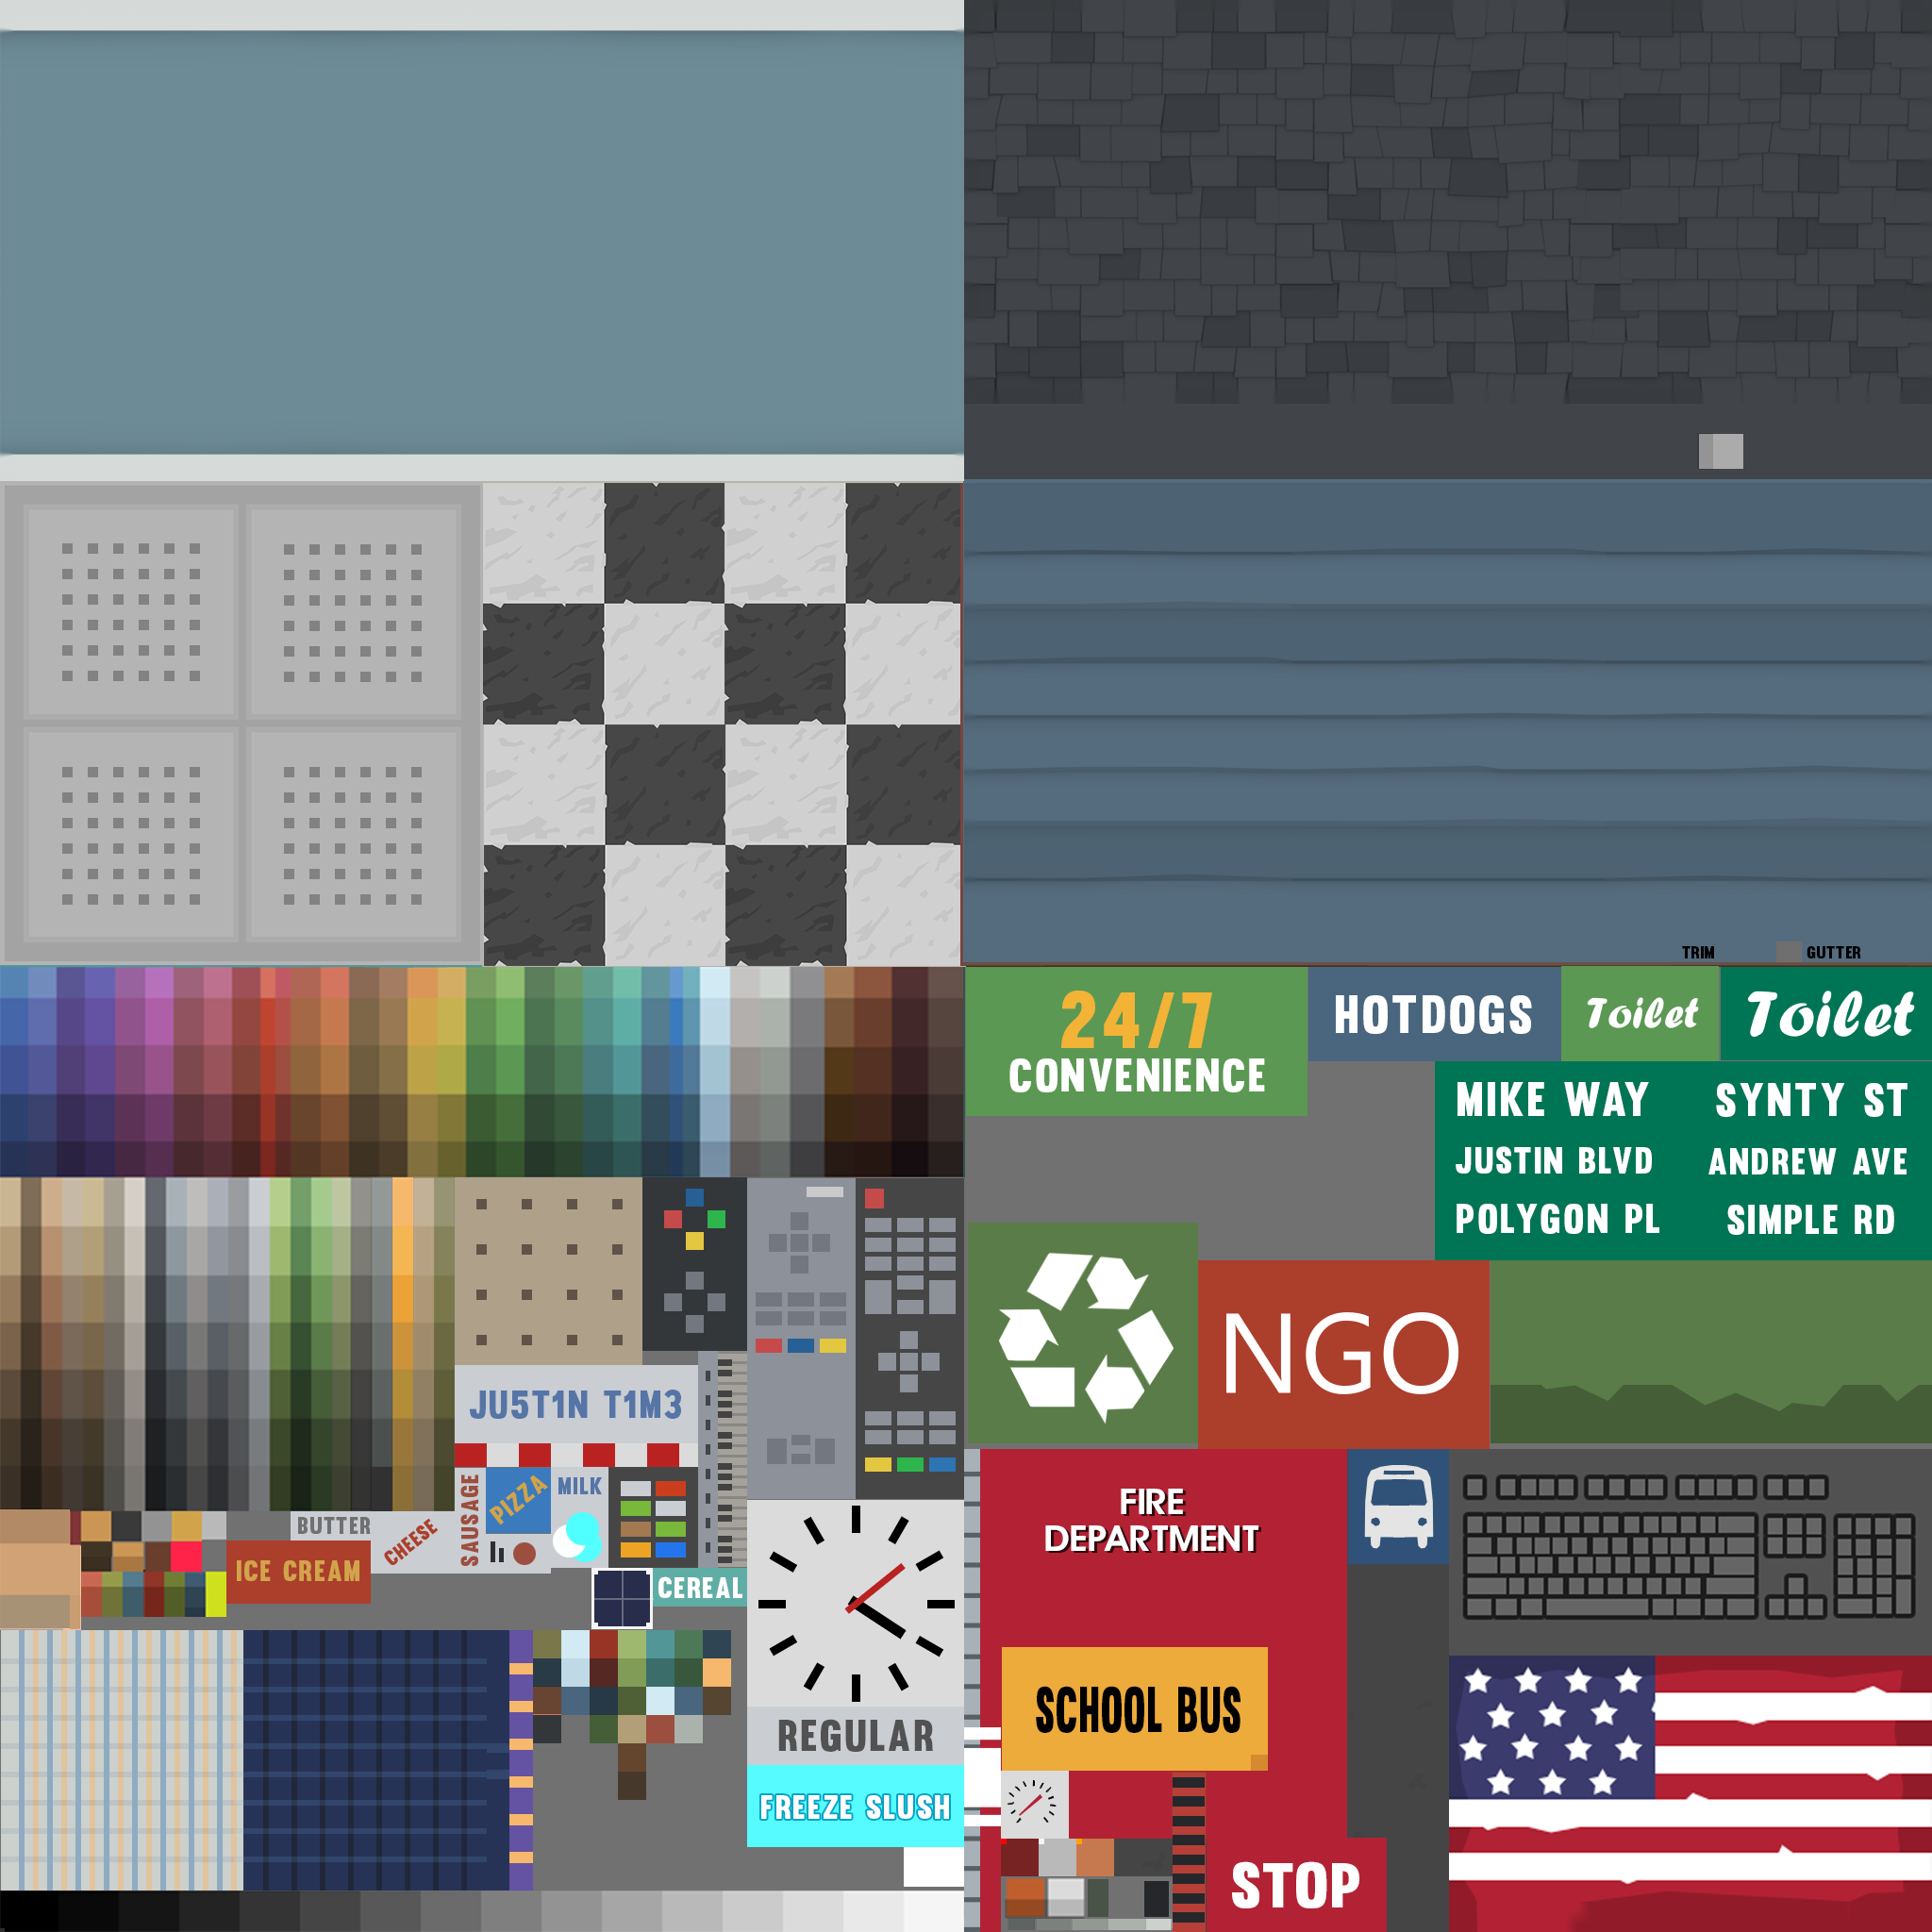 TRIM
GUTTER
24/7
CONVENIENCE
HOTDOGS
Toilet
Toilet
MIKE WAY
SYNTY ST
JUSTIN BLVD
ANDREW AVE
POLYGON PL
SIMPLE RD
NGO
JU5T1N T1M3
SAUSAGE
PIZZA
MILK
BUTTER
CHEESE
ICE CREAM
CEREAL
REGULAR
FREEZE SLUSH
FIRE
DEPARTMENT
SCHOOL BUS
STOP